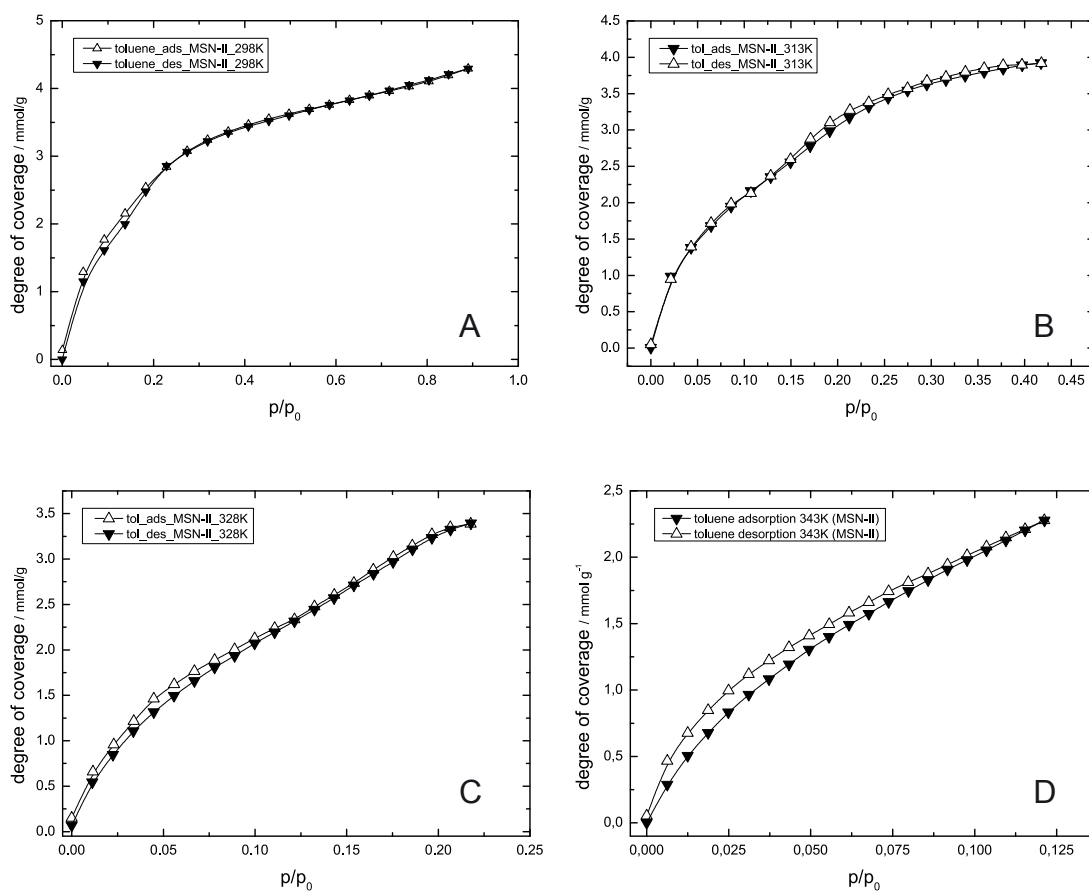 toluene_ads_MSN-II_298K
toluene_des_MSN-II_298K
degree of coverage / mmol/g
5
4
3
2
1
0
A
0.0 0.2 0.4 0.6 0.8 1.0
p/p0
tol_ads_MSN-II_313K
tol_des_MSN-II_313K
degree of coverage / mmol/g
4.5
4.0
3.5
3.0
2.5
2.0
1.5
1.0
0.5
0.0
B
0.00 0.05 0.10 0.15 0.20 0.25 0.30 0.35 0.40 0.45
p/p0
tol_ads_MSN-II_328K
tol_des_MSN-II_328K
degree of coverage / mmol/g
3.5
3.0
2.5
2.0
1.5
1.0
0.5
0.0
C
0.00 0.05 0.10 0.15 0.20 0.25
p/p0
toluene adsorption 343K (MSN-II)
toluene desorption 343K (MSN-II)
degree of coverage / mmol g-1
2,5
2,0
1,5
1,0
0,5
0,0
D
0,000 0,025 0,050 0,075 0,100 0,125
p/p0